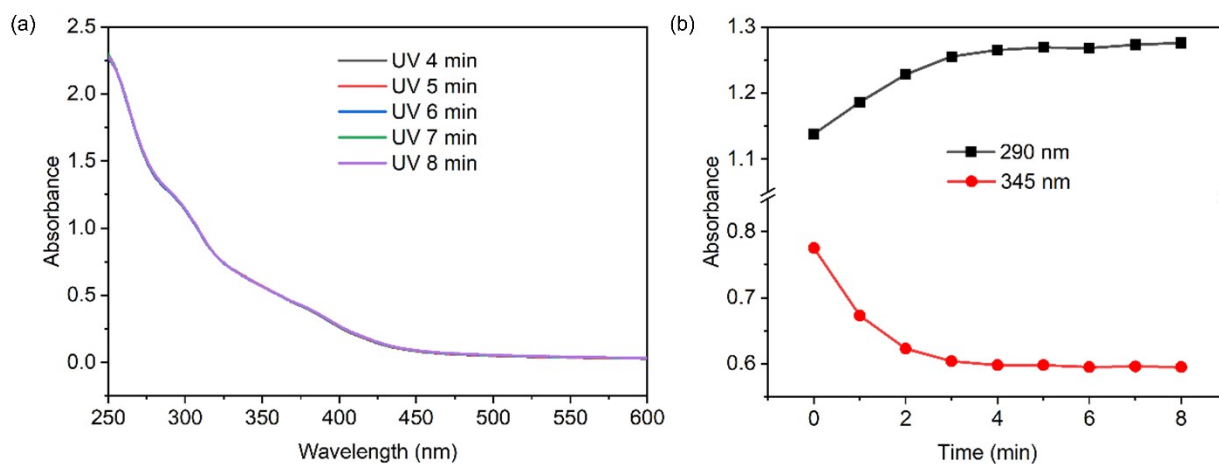 (a)
2.5
2.0
1.5
1.0
0.5
0.0
Absorbance
UV 4 min
UV 5 min
UV 6 min
UV 7 min
UV 8 min
250 300 350 400 450 500 550 600
Wavelength (nm)
(b)
1.3
1.2
1.1
0.8
0.7
0.6
Absorbance
290 nm
345 nm
0 2 4 6 8
Time (min)